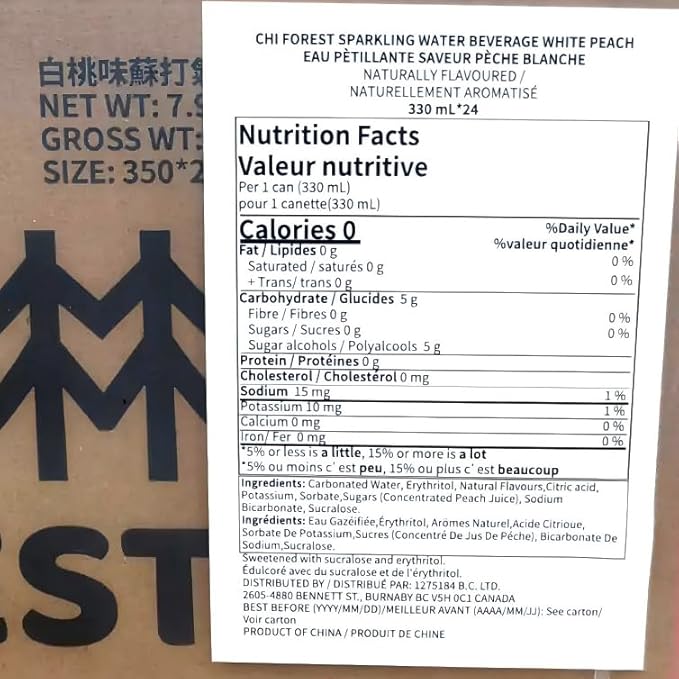 白桃味蘇打
NET WT: 7.9
GROSS WT:
SIZE: 350*2
EST
CHI FOREST SPARKLING WATER BEVERAGE WHITE PEACH
EAU PÈTILLANTE SAVEUR PÈCHE BLANCHE
NATURALLY FLAVOURED /
NATURELLEMENT AROMATISÉ
330 mL*24
Nutrition Facts
Valeur nutritive
Per 1 can (330 mL)
pour 1 canette(330 mL)
Calories 0
%Daily Value*
%valeur quotidienne*
Fat / Lipides 0 g 0 %
Saturated / saturés 0 g
+ Trans/ trans 0 g 0 %
Carbohydrate / Glucides 5 g
Fibre / Fibres 0 g 0 %
Sugars / Sucres 0 g 0 %
Sugar alcohols / Polyalcools 5 g
Protein / Protéines 0 g
Cholesterol / Cholestérol 0 mg
Sodium 15 mg 1 %
Potassium 10 mg 1 %
Calcium 0 mg 0 %
Iron/ Fer 0 mg 0 %
*5% or less is a little, 15% or more is a lot
*5% ou moins c'est peu, 15% ou plus c'est beaucoup
Ingredients: Carbonated Water, Erythritol, Natural Flavours,Citric acid,
Potassium, Sorbate,Sugars (Concentrated Peach Juice), Sodium
Bicarbonate, Sucralose.
Ingrédients: Eau Gazéifiée,Érythritol, Arômes Naturel,Acide Citrioue,
Sorbate De Potassium,Sucres (Concentré De Jus De Péche), Bicarbonate De
Sodium,Sucralose.
Sweetened with sucralose and erythritol.
Édulcoré avec du sucralose et de l'érythritol.
DISTRIBUTED BY / DISTRIBUÉ PAR: 1275184 B.C. LTD.
2605-4880 BENNETT ST., BURNABY BC V5H 0C1 CANADA
BEST BEFORE (YYYY/MM/DD)/MEILLEUR AVANT (AAAA/MM/JJ): See carton/
Voir carton
PRODUCT OF CHINA / PRODUIT DE CHINE